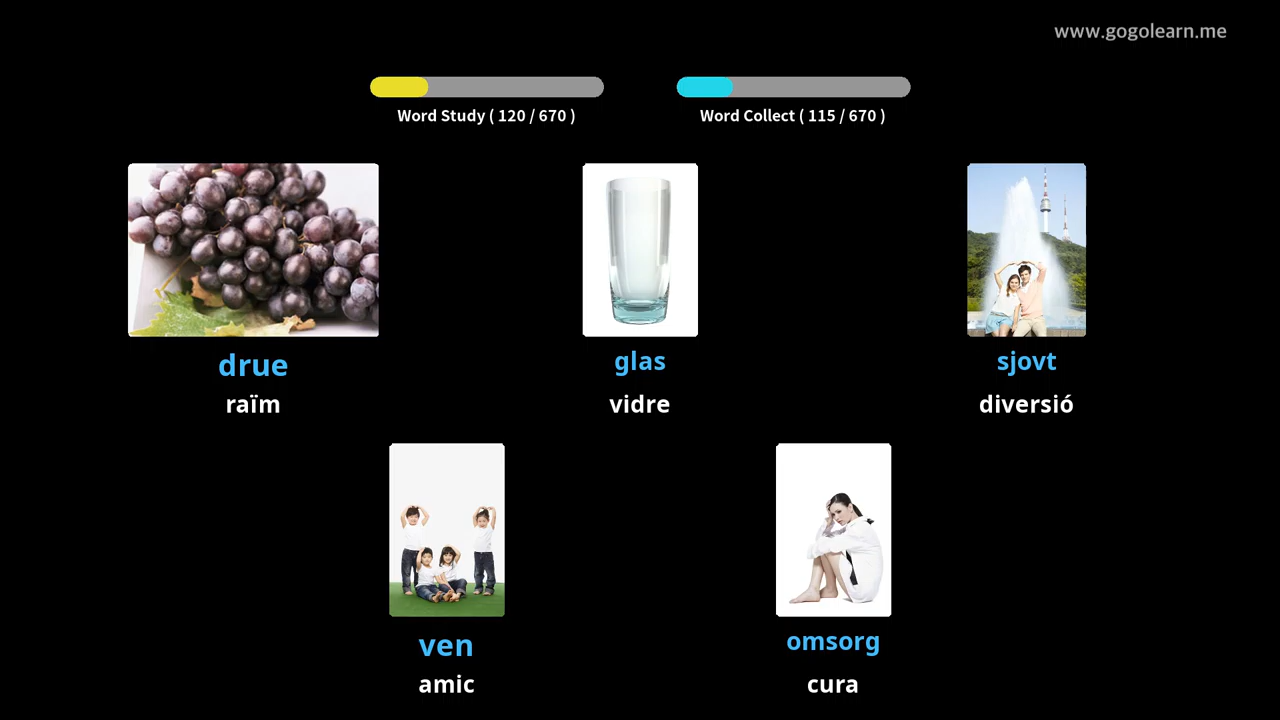 www.gogolearn.me
Word Study ( 120 / 670 )
Word Collect ( 115 / 670 )
drue
raïm
glas
vidre
sjovt
diversió
ven
amic
omsorg
cura